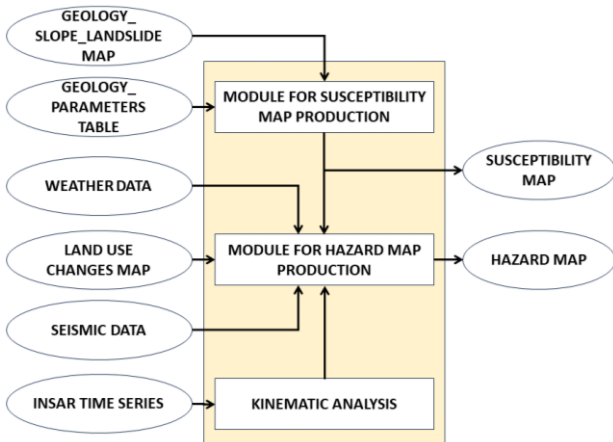 GEOLOGY_
SLOPE_LANDSLIDE
MAP
GEOLOGY_
PARAMETERS
TABLE
MODULE FOR SUSCEPTIBILITY
MAP PRODUCTION
SUSCEPTIBILITY
MAP
WEATHER DATA
LAND USE
CHANGES MAP
MODULE FOR HAZARD MAP
PRODUCTION
HAZARD MAP
SEISMIC DATA
INSAR TIME SERIES
KINEMATIC ANALYSIS